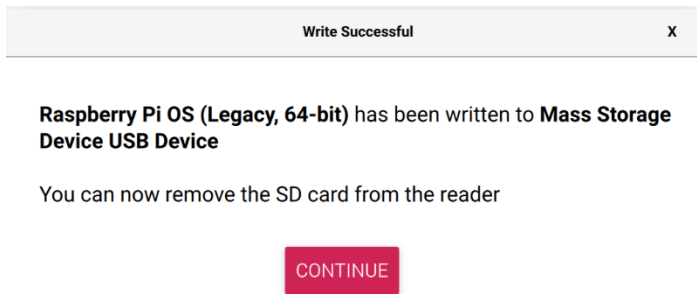 Write Successful X
Raspberry Pi OS (Legacy, 64-bit) has been written to Mass Storage
Device USB Device
You can now remove the SD card from the reader
CONTINUE